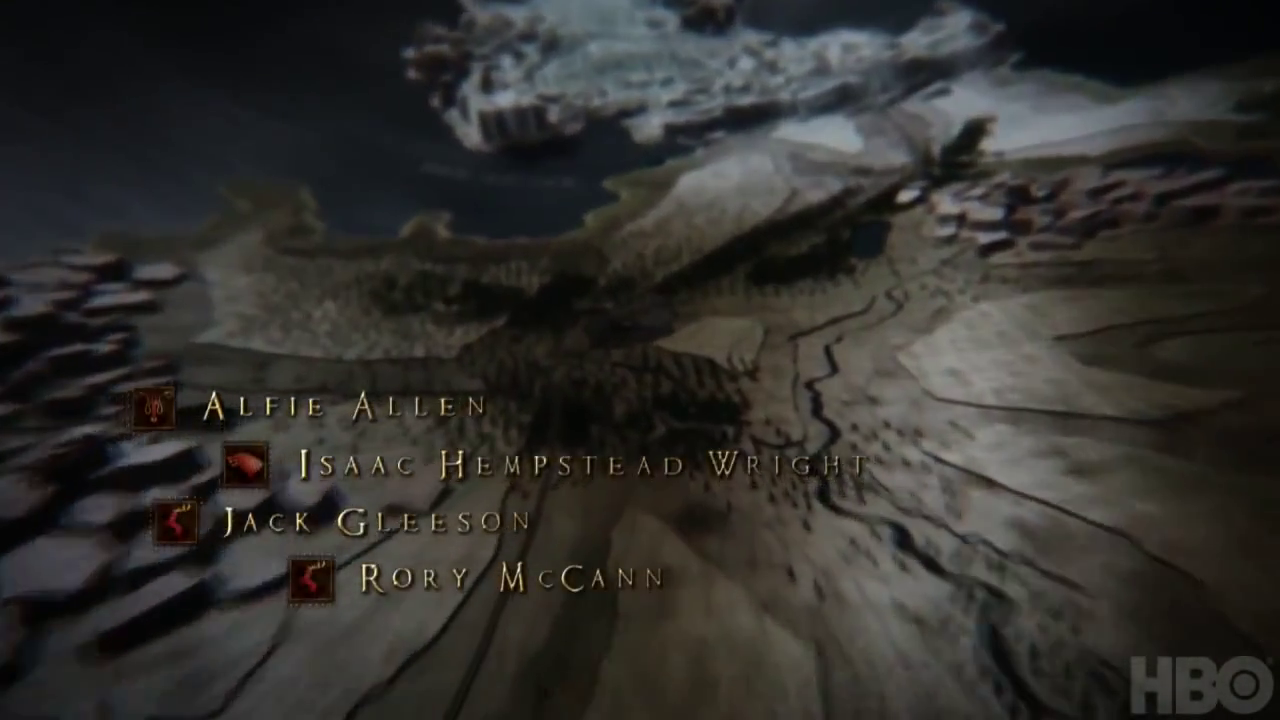 Alfie Allen
Isaac Hempstead Wright
Jack Gleeson
Rory McCann
HBO